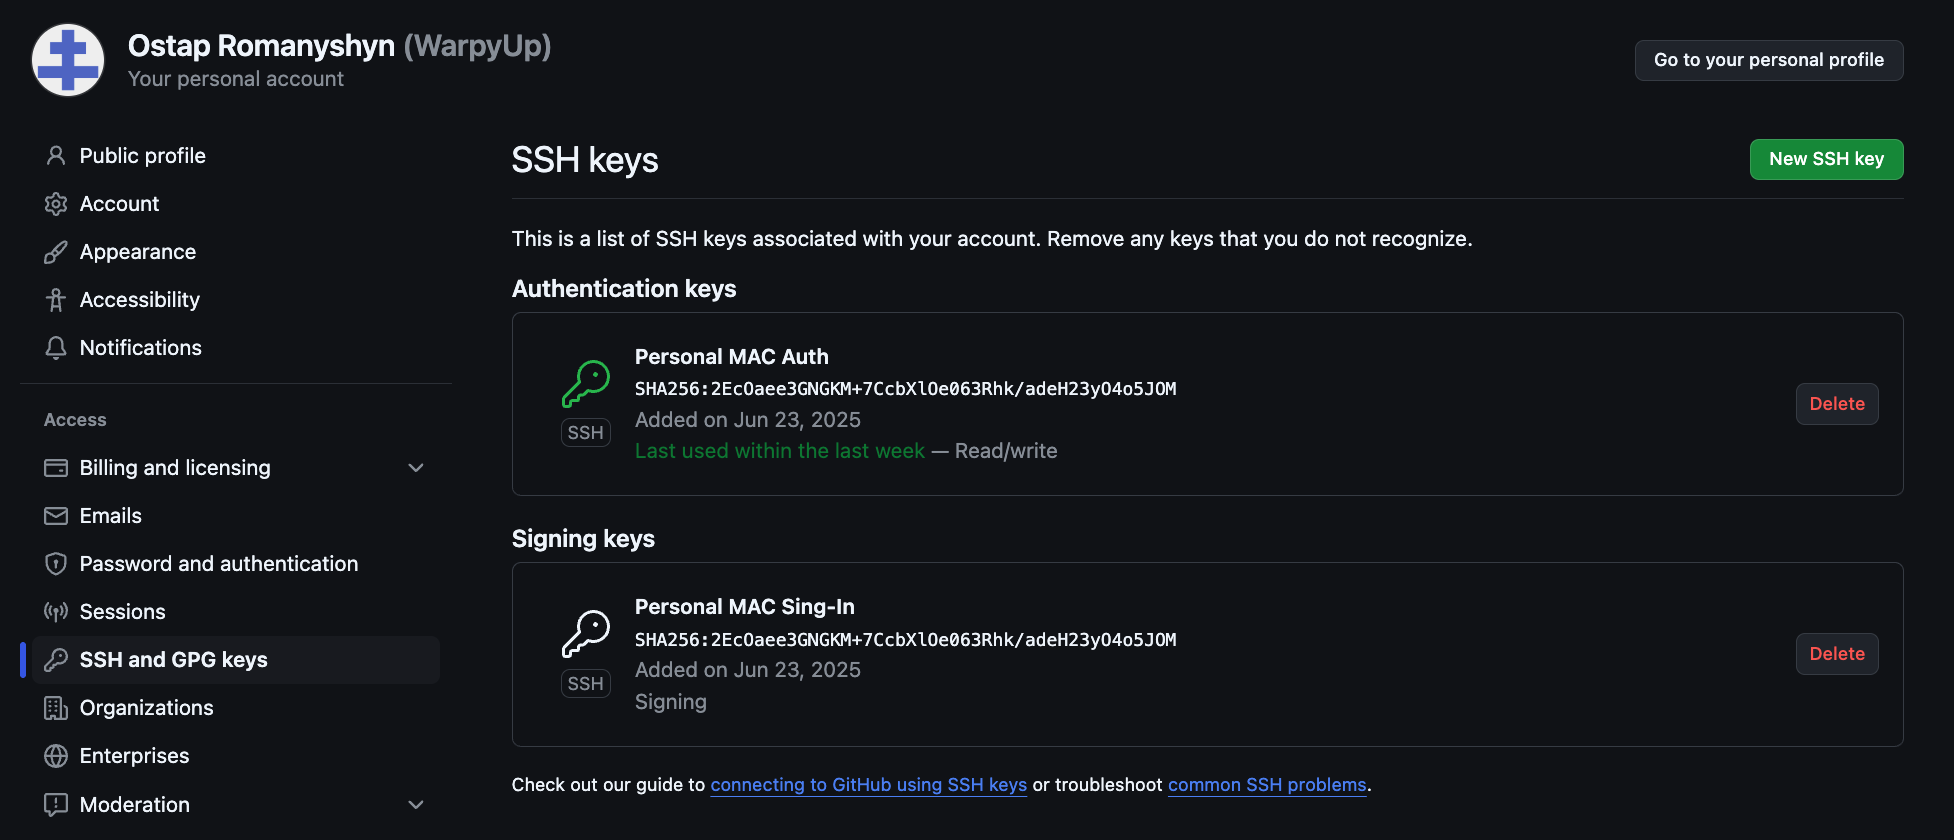 Ostap Romanyshyn (WarpyUp)
Your personal account
Go to your personal profile
Public profile
Account
Appearance
Accessibility
Notifications
Access
Billing and licensing
Emails
Password and authentication
Sessions
SSH and GPG keys
Organizations
Enterprises
Moderation
SSH keys
New SSH key
This is a list of SSH keys associated with your account. Remove any keys that you do not recognize.
Authentication keys
Personal MAC Auth
SHA256:2EcOaee3GNGKM+7CcbXlOe063Rhk/adeH23yO4o5JOM
Added on Jun 23, 2025
Last used within the last week — Read/write
SSH
Delete
Signing keys
Personal MAC Sing-In
SHA256:2EcOaee3GNGKM+7CcbXlOe063Rhk/adeH23yO4o5JOM
Added on Jun 23, 2025
Signing
SSH
Delete
Check out our guide to connecting to GitHub using SSH keys or troubleshoot common SSH problems.